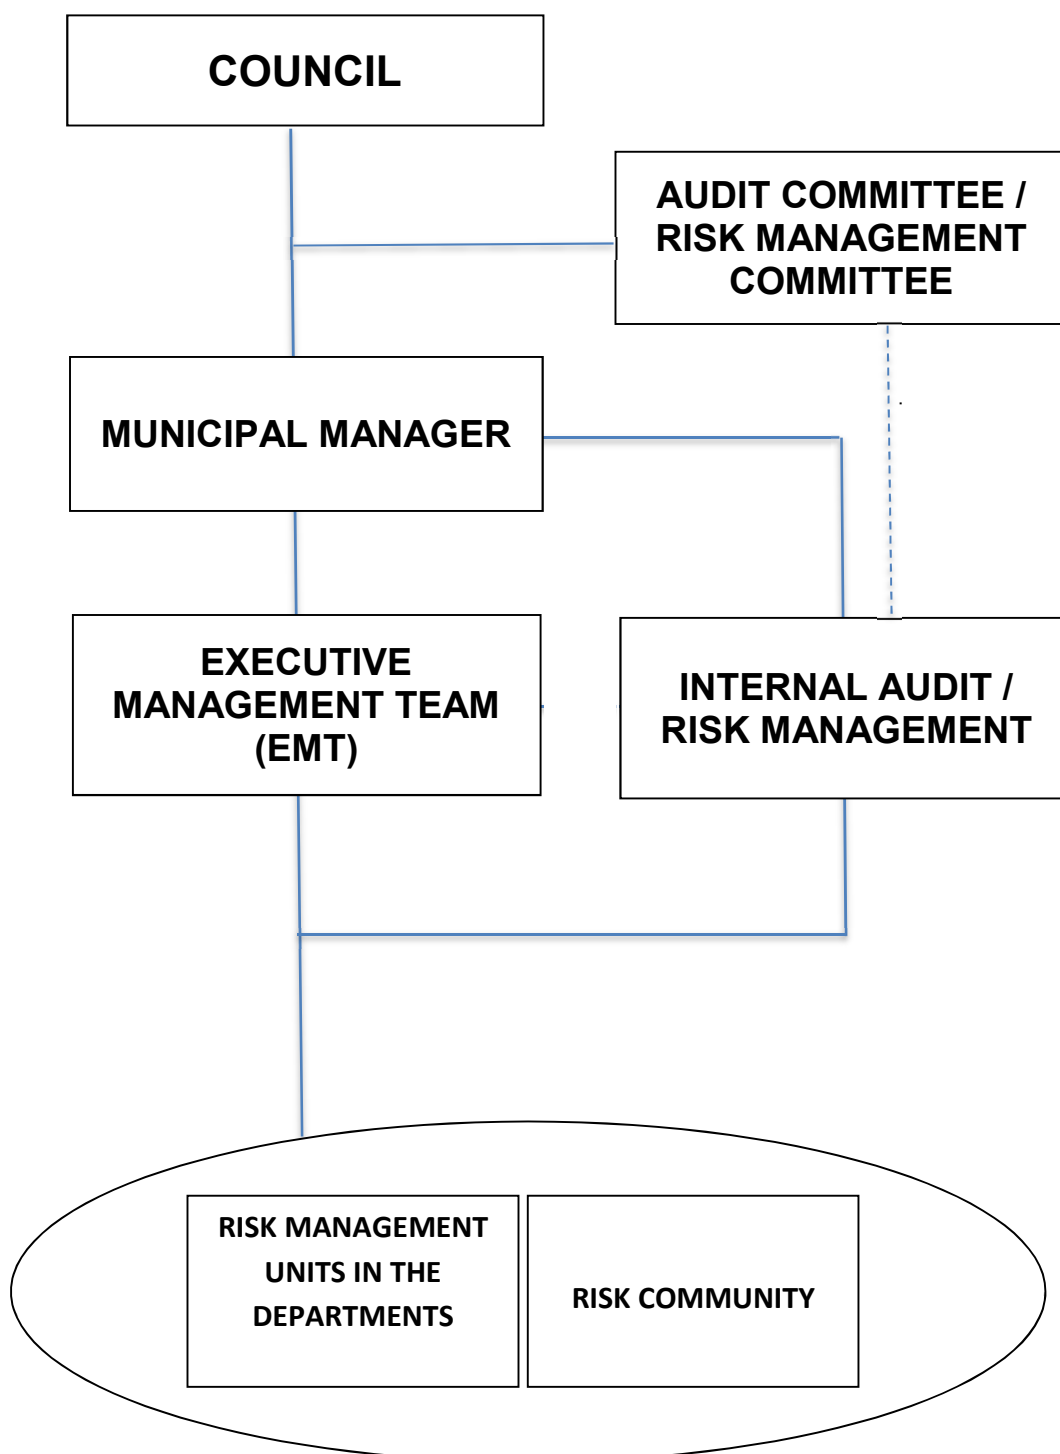 COUNCIL
AUDIT COMMITTEE /
RISK MANAGEMENT
COMMITTEE
MUNICIPAL MANAGER
EXECUTIVE
MANAGEMENT TEAM
(EMT)
INTERNAL AUDIT /
RISK MANAGEMENT
RISK MANAGEMENT
UNITS IN THE
DEPARTMENTS
RISK COMMUNITY